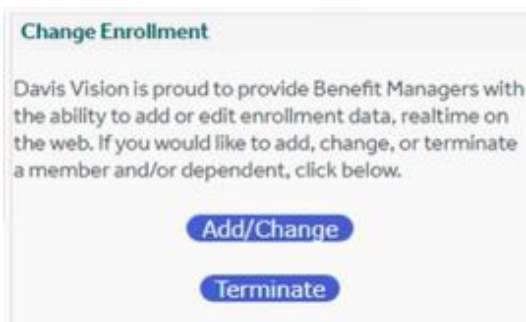 Change Enrollment
Davis Vision is proud to provide Benefit Managers with
the ability to add or edit enrollment data, realtime on
the web. If you would like to add, change, or terminate
a member and/or dependent, click below.
Add/Change
Terminate